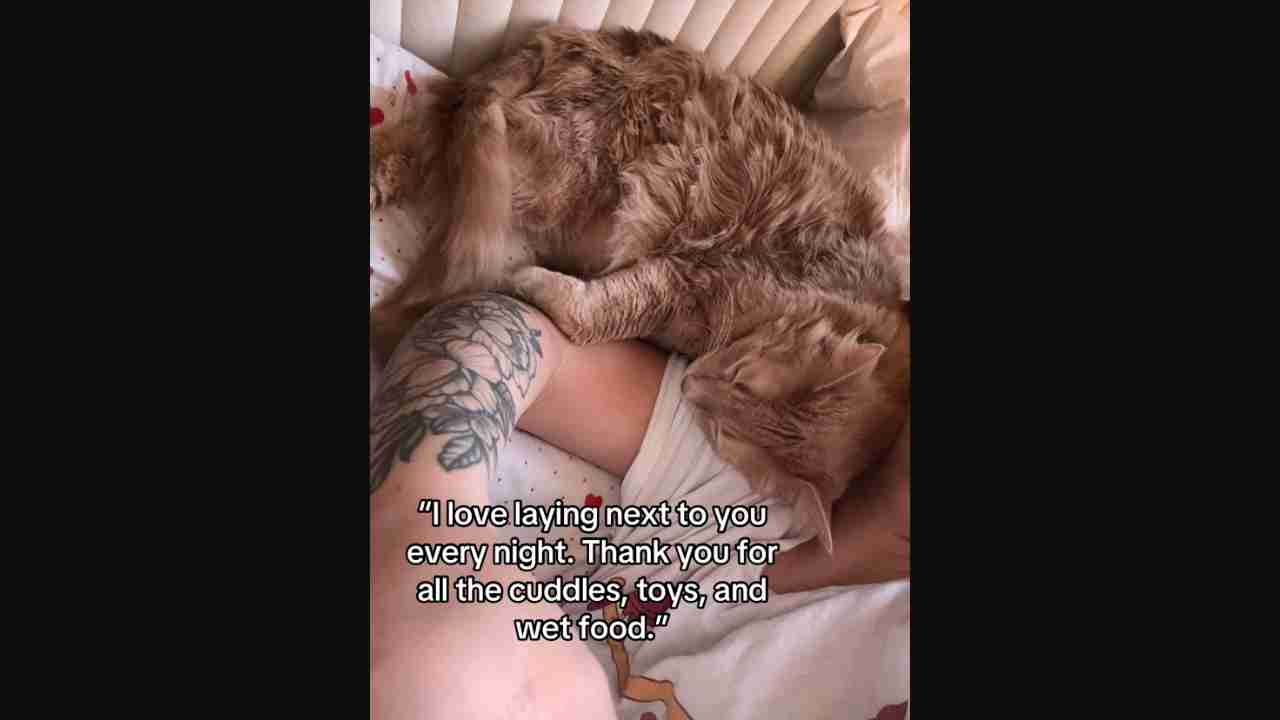 "I love laying next to you
every night. Thank you for
all the cuddles, toys, and
wet food."